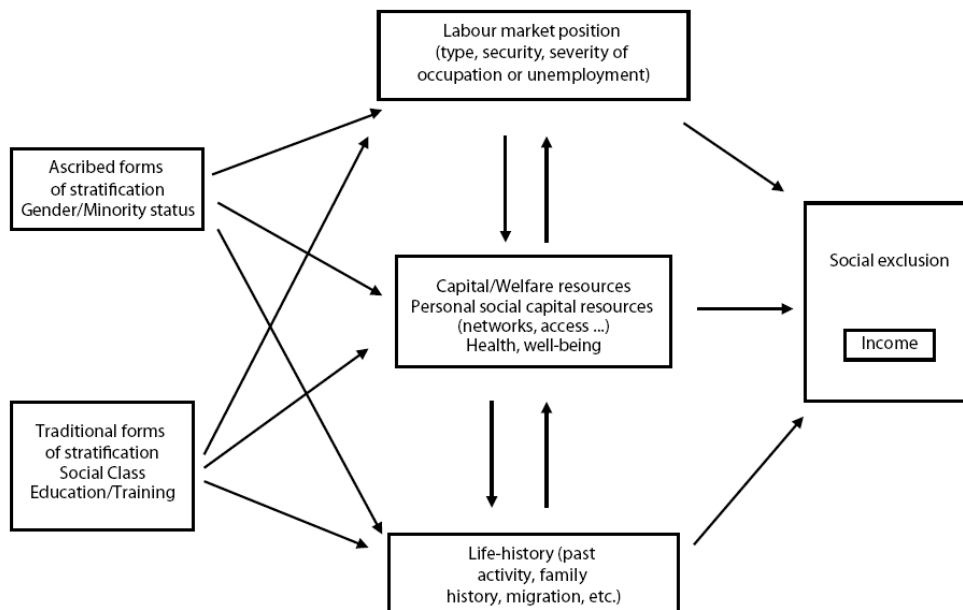 Labour market position
(type, security, severity of
occupation or unemployment)
Ascribed forms
of stratification
Gender/Minority status
Capital/Welfare resources
Personal social capital resources
(networks, access ...)
Health, well-being
Social exclusion
Income
Traditional forms
of stratification
Social Class
Education/Training
Life-history (past
activity, family
history, migration, etc.)